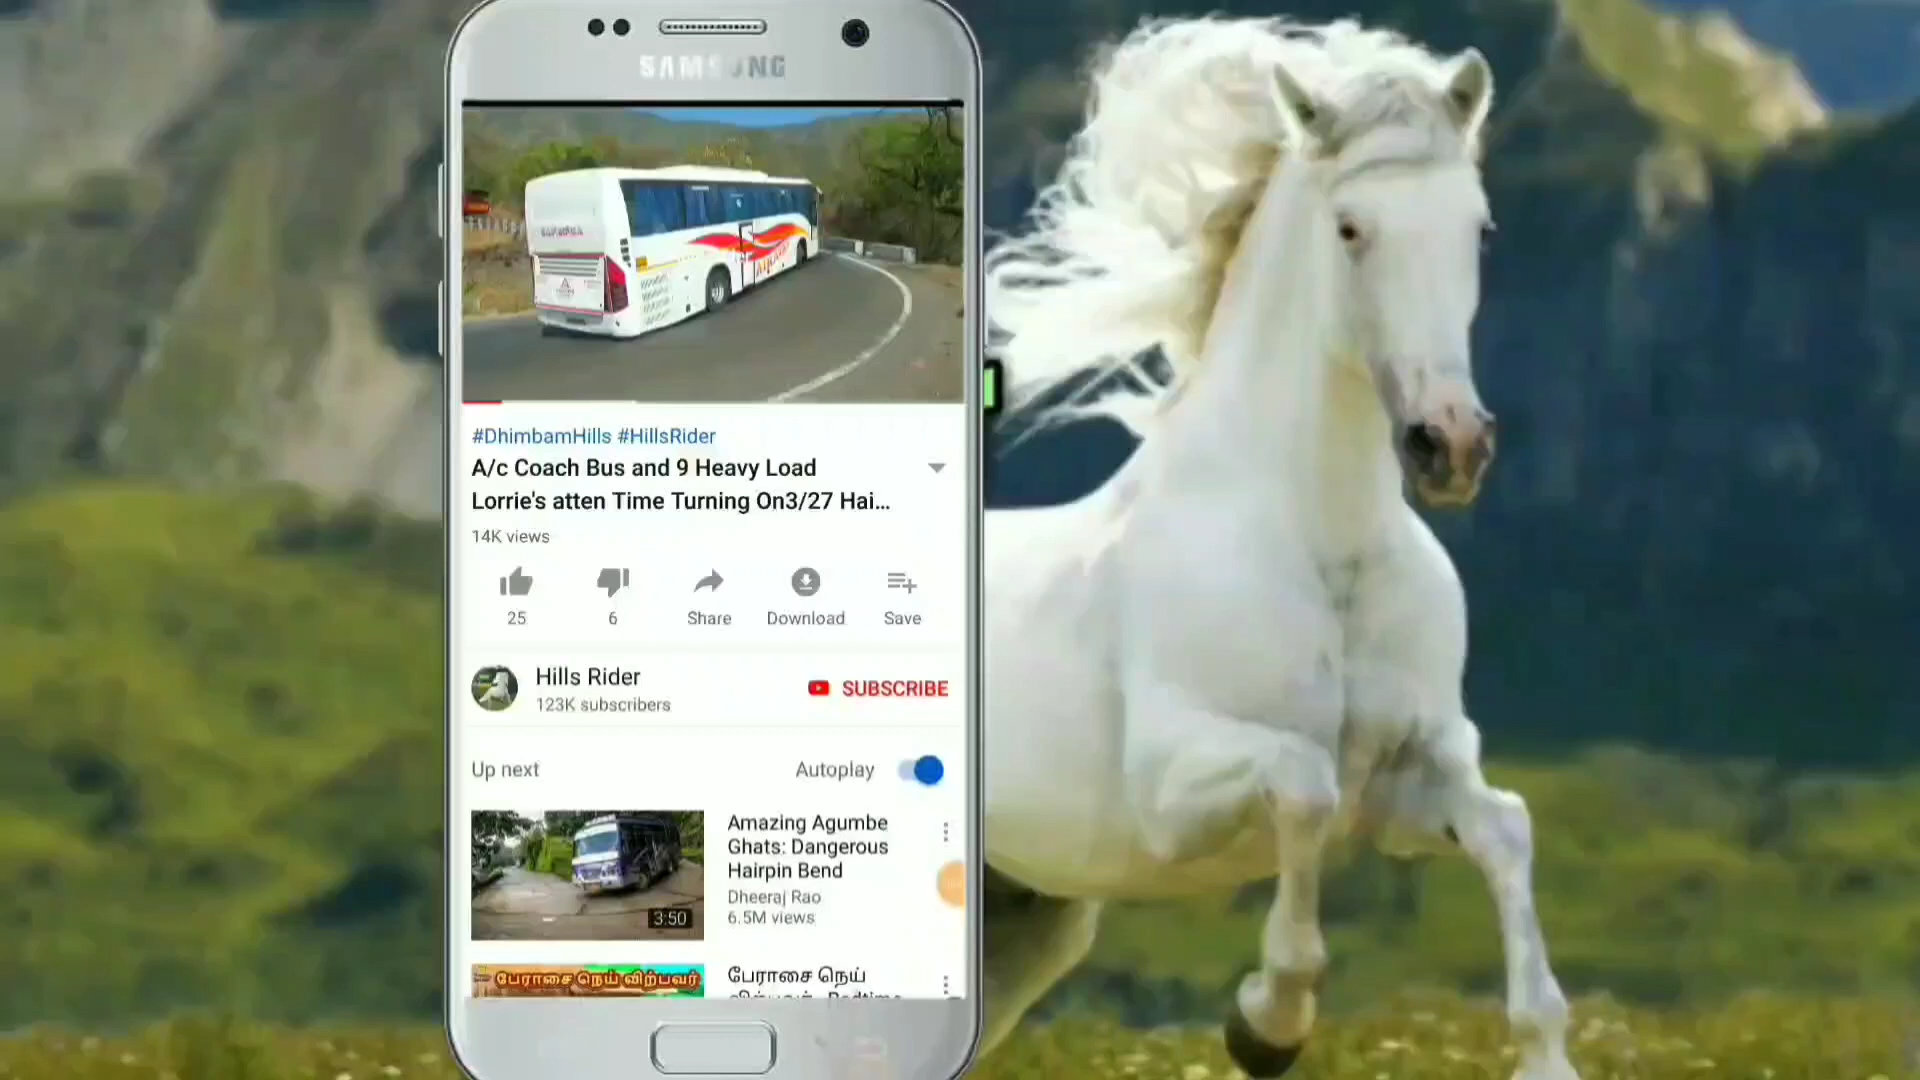 SAMSUNG
#DhimbamHills #HillsRider
A/c Coach Bus and 9 Heavy Load
Lorrie's atten Time Turning On3/27 Hai...
14K views
25
6
Share
Download
Save
Hills Rider
123K subscribers
SUBSCRIBE
Up next
Autoplay
Amazing Agumbe
Ghats: Dangerous
Hairpin Bend
Dheeraj Rao
6.5M views
3:50
பேராசை நெய் விற்பவர்
பேராசை நெய்